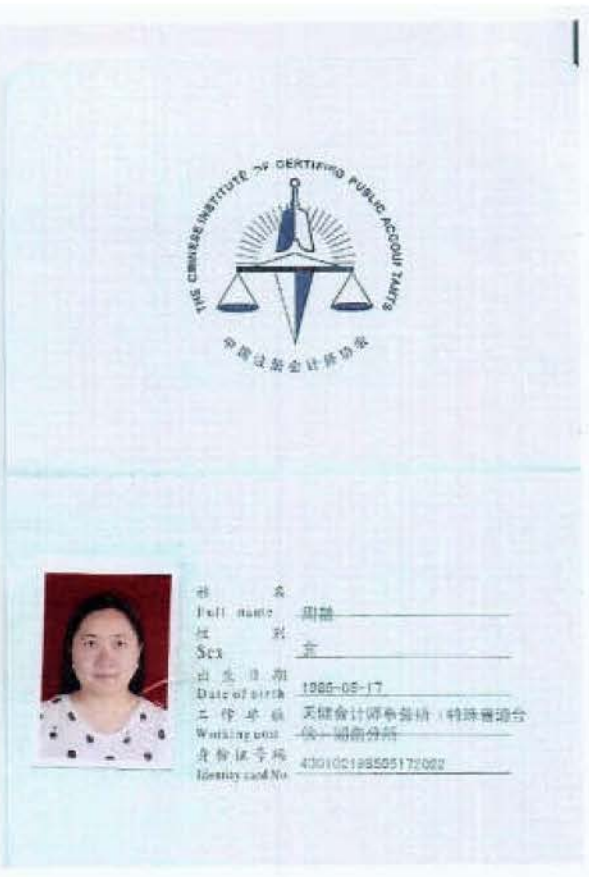 THE CHINESE INSTITUTE OF CERTIFYING PUBLIC ACCOUNTANTS
中国注册会计师协会
姓 名
Full name 周
性 别
Sex 女
出生日期
Date of birth 1985-05-17
工作单位 天健会计师事务所(特殊普通合
Working unit 伙)湖南分所
身份证号码
Identity card No.